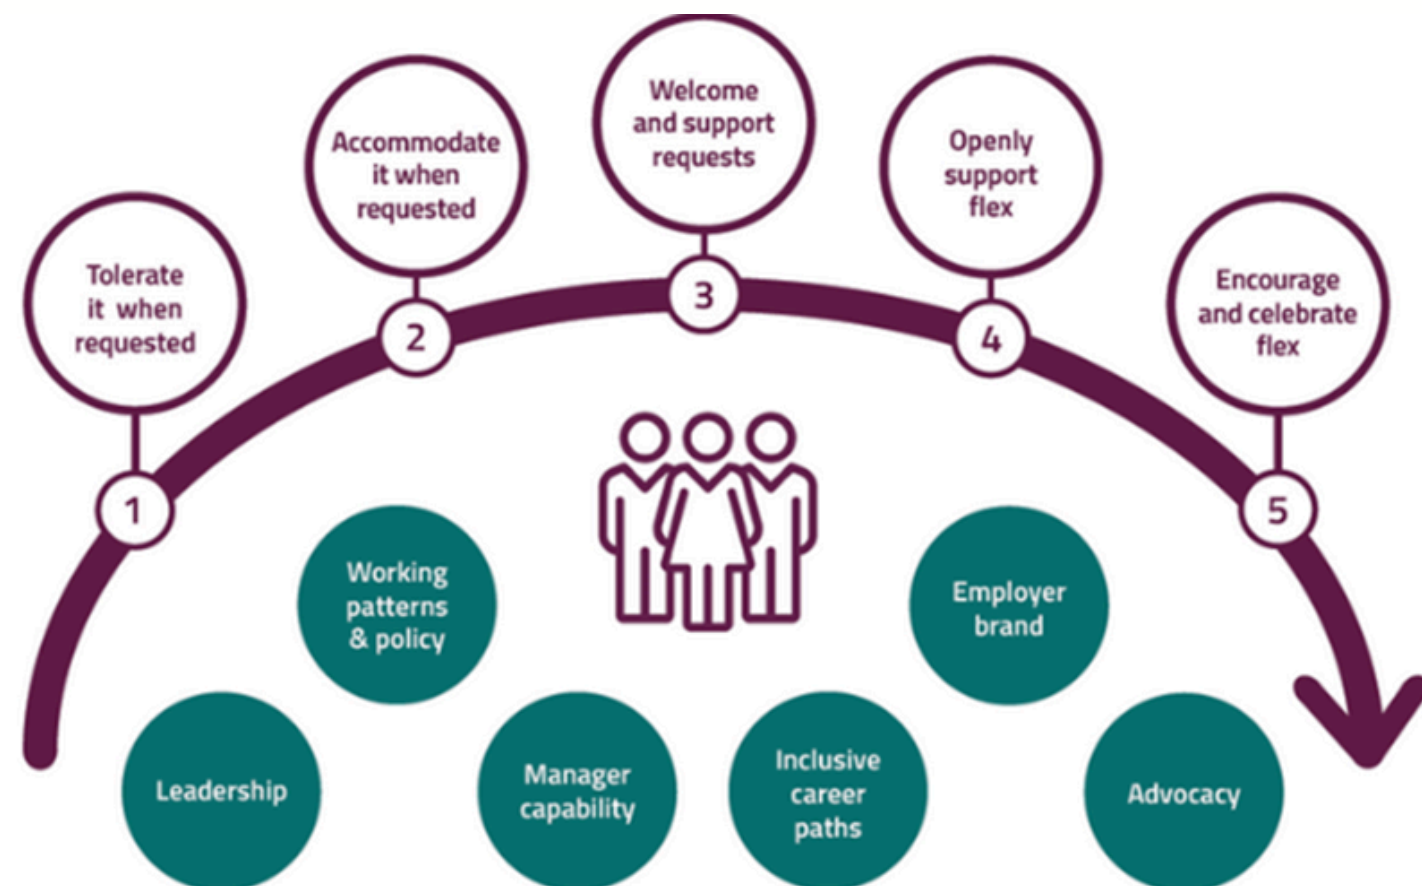 Tolerate
it when
requested
1
Accommodate
it when
requested
2
Welcome
and support
requests
3
Openly
support
flex
4
Encourage
and celebrate
flex
5
Leadership
Working
patterns
& policy
Manager
capability
Inclusive
career
paths
Employer
brand
Advocacy